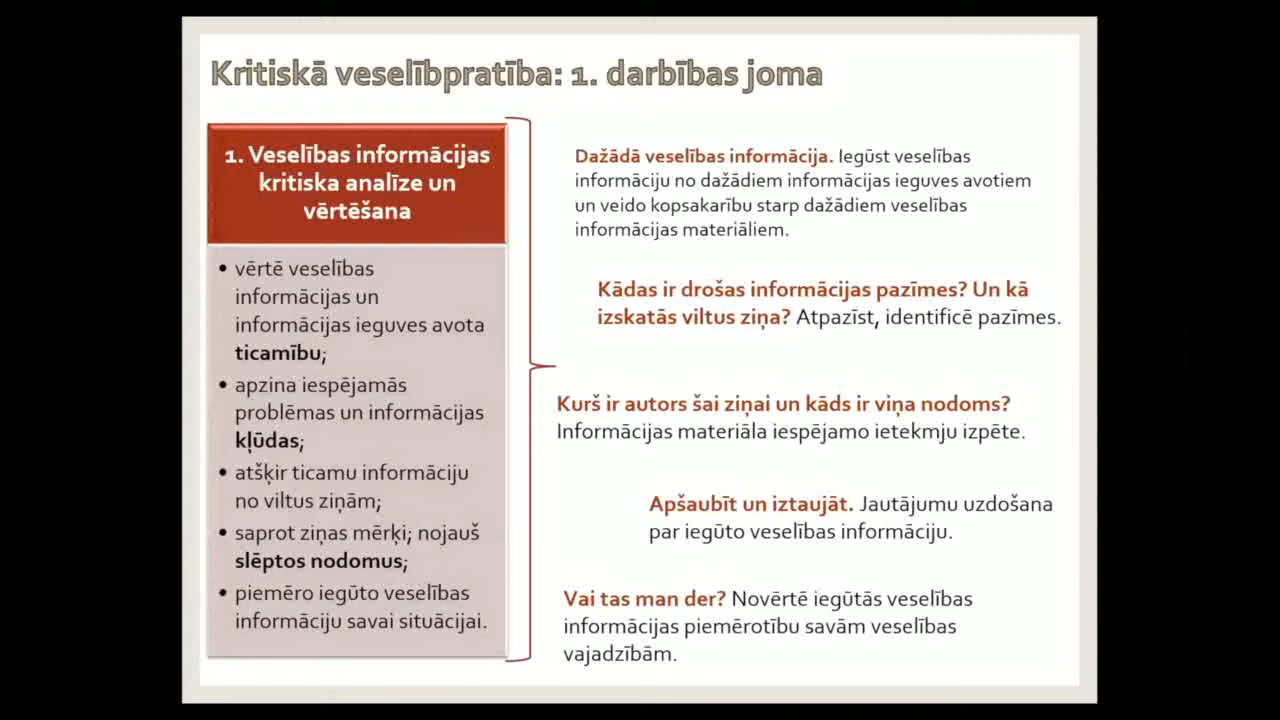 Kritiskā veselībpratība: 1. darbības joma
1. Veselības informācijas
kritiska analīze un
vērtēšana
• vērtē veselības
informācijas un
informācijas ieguves avota
ticamību;
• apzina iespējamās
problēmas un informācijas
kļūdas;
• atšķir ticamu informāciju
no viltus ziņām;
• saprot ziņas mērķi; nojauš
slēptos nodomus;
• piemēro iegūto veselības
informāciju savai situācijai.
Dažādā veselības informācija. Iegūst veselības
informāciju no dažādiem informācijas ieguves avotiem
un veido kopsakarību starp dažādiem veselības
informācijas materiāliem.
Kādas ir drošas informācijas pazīmes? Un kā
izskatās viltus ziņa? Atpazīst, identificē pazīmes.
Kurš ir autors šai ziņai un kāds ir viņa nodoms?
Informācijas materiāla iespējamo ietekmju izpēte.
Apšaubīt un iztaujāt. Jautājumu uzdošana
par iegūto veselības informāciju.
Vai tas man der? Novērtē iegūtās veselības
informācijas piemērotību savām veselības
vajadzībām.